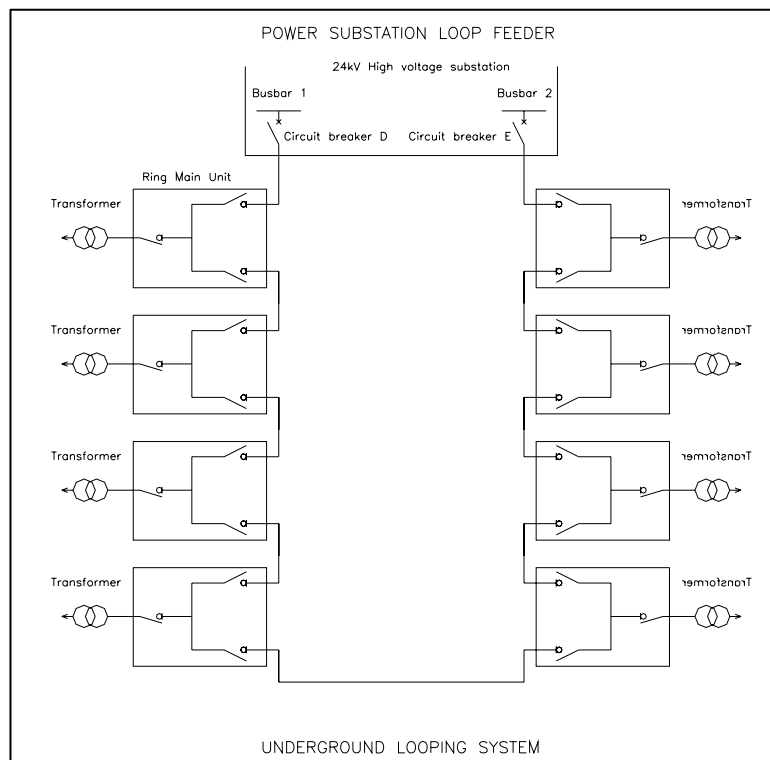 POWER SUBSTATION LOOP FEEDER
24kV High voltage substation
Busbar 1
Busbar 2
Circuit breaker D
Circuit breaker E
Ring Main Unit
Transformer
Transformer
Transformer
Transformer
Transformer
Transformer
Transformer
Transformer
UNDERGROUND LOOPING SYSTEM